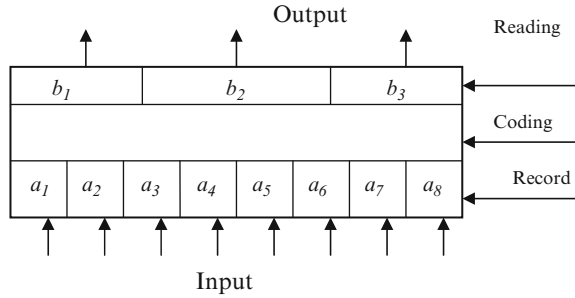 Output
Reading
b1 b2 b3
Coding
a1 a2 a3 a4 a5 a6 a7 a8
Record
Input